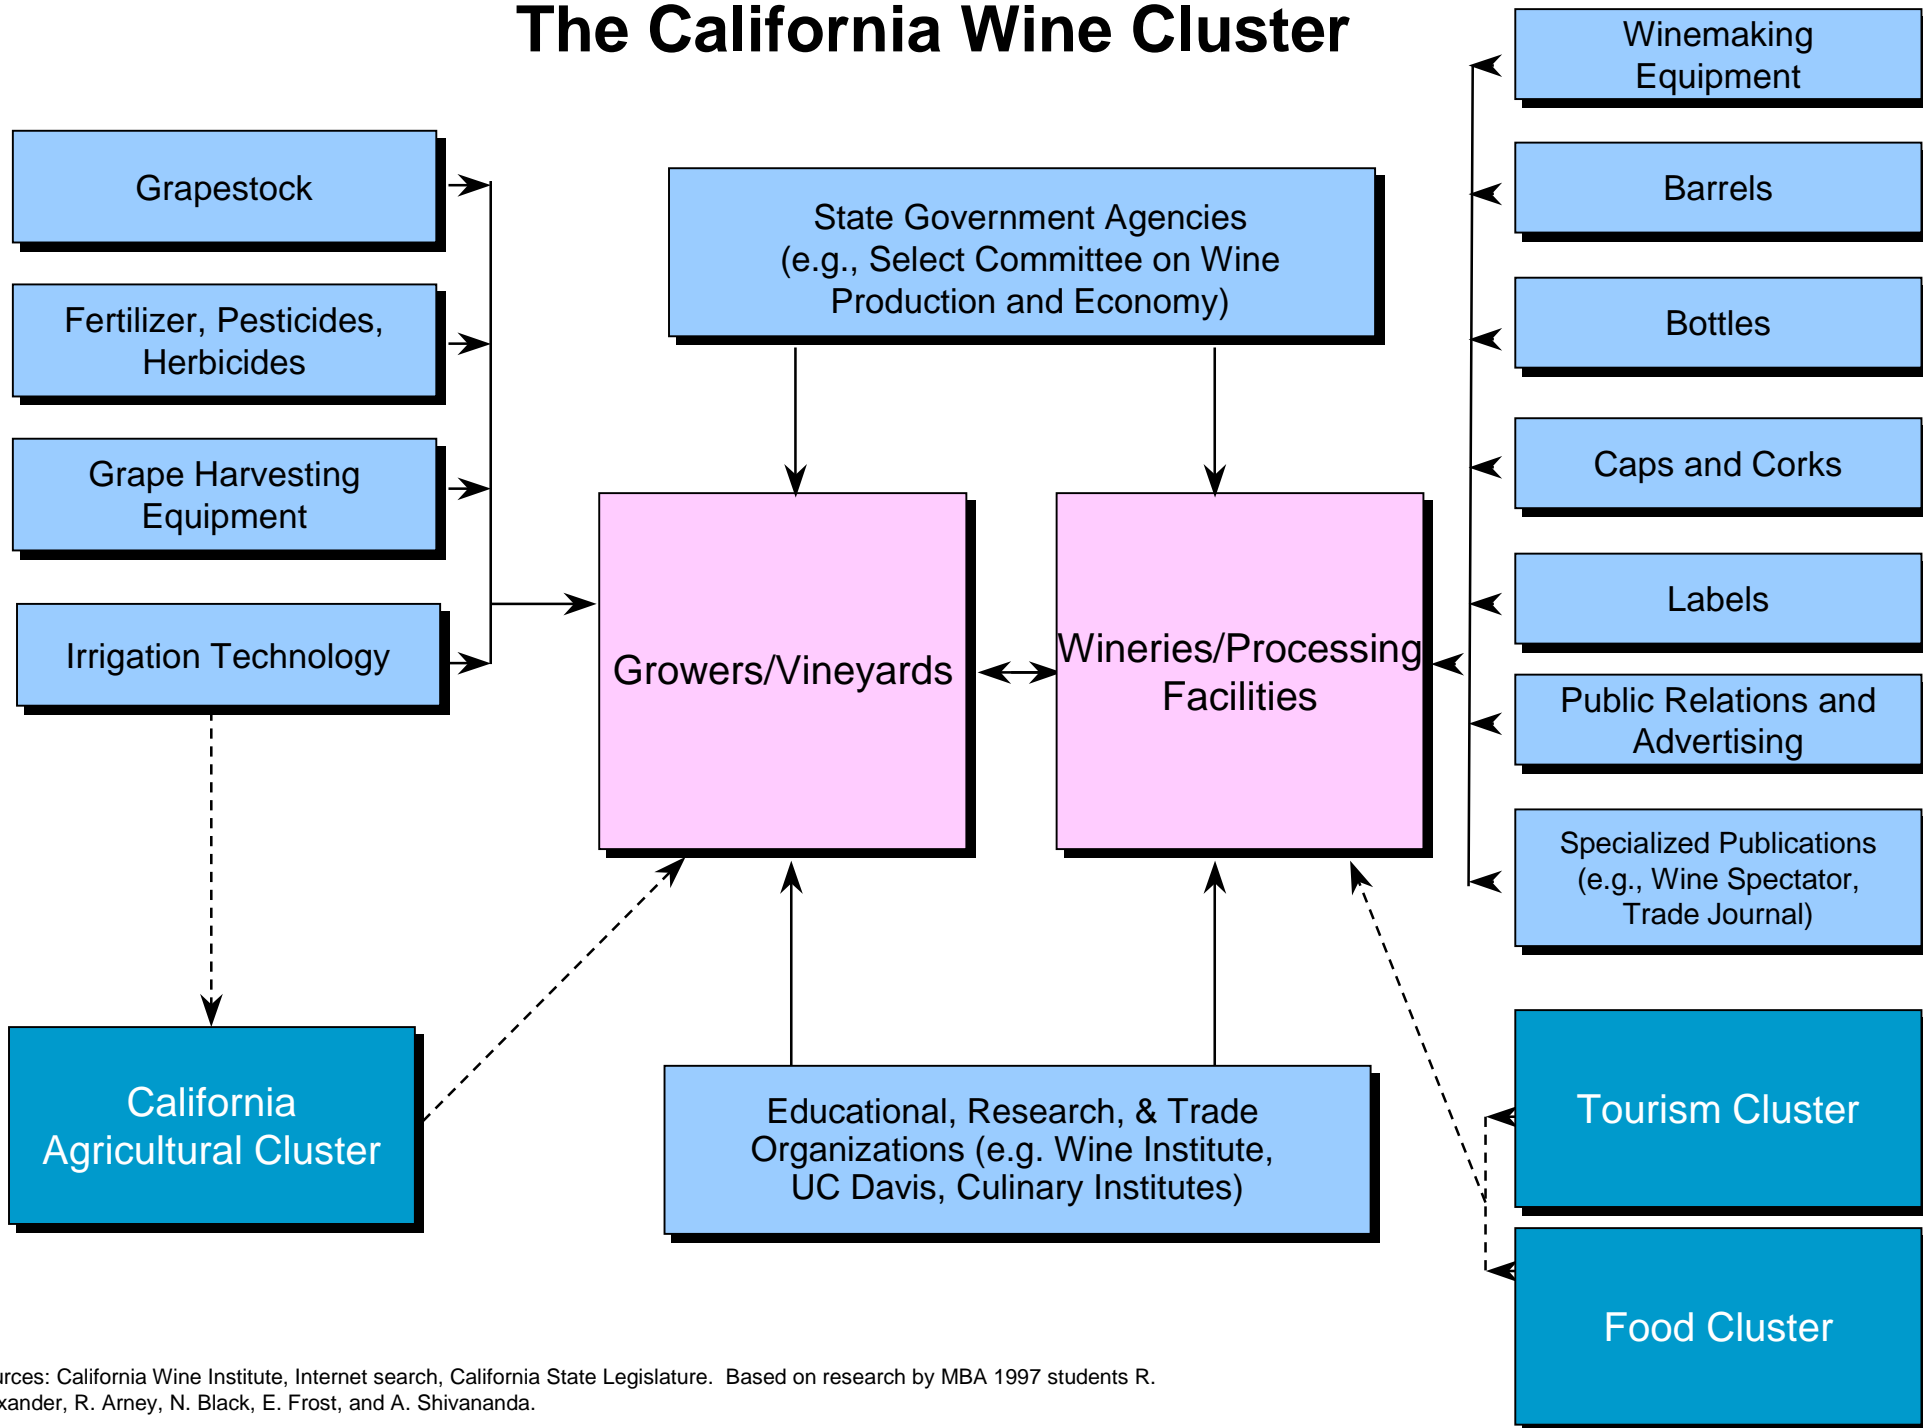 The California Wine Cluster
Winemaking
Equipment
Grapestock
Barrels
State Government Agencies
(e.g., Select Committee on Wine
Production and Economy)
Fertilizer, Pesticides,
Herbicides
Bottles
Grape Harvesting
Equipment
Caps and Corks
Irrigation Technology
Growers/Vineyards
Wineries/Processing
Facilities
Labels
Public Relations and
Advertising
Specialized Publications
(e.g., Wine Spectator,
Trade Journal)
California
Agricultural Cluster
Educational, Research, & Trade
Organizations (e.g. Wine Institute,
UC Davis, Culinary Institutes)
Tourism Cluster
Food Cluster
urces: California Wine Institute, Internet search, California State Legislature.  Based on research by MBA 1997 students R.
xander, R. Arney, N. Black, E. Frost, and A. Shivananda.